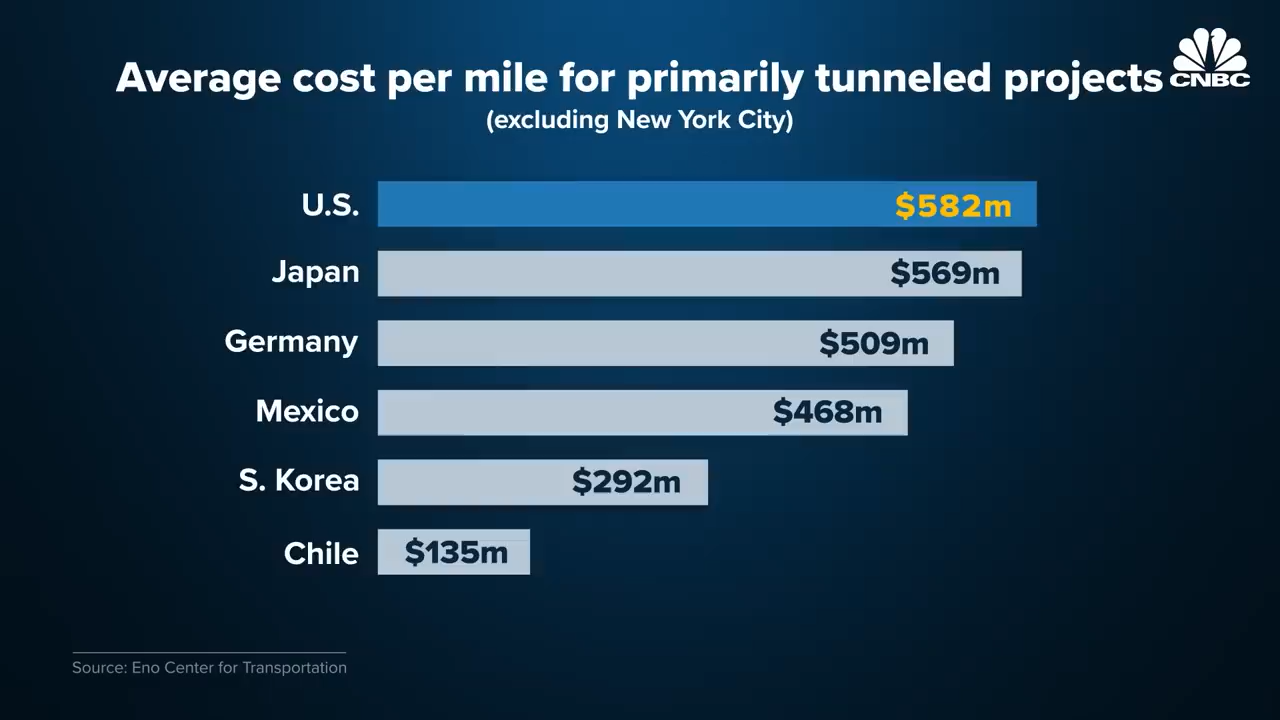 Average cost per mile for primarily tunneled projects
CNBC
(excluding New York City)
U.S. $582m
Japan $569m
Germany $509m
Mexico $468m
S. Korea $292m
Chile $135m
Source: Eno Center for Transportation